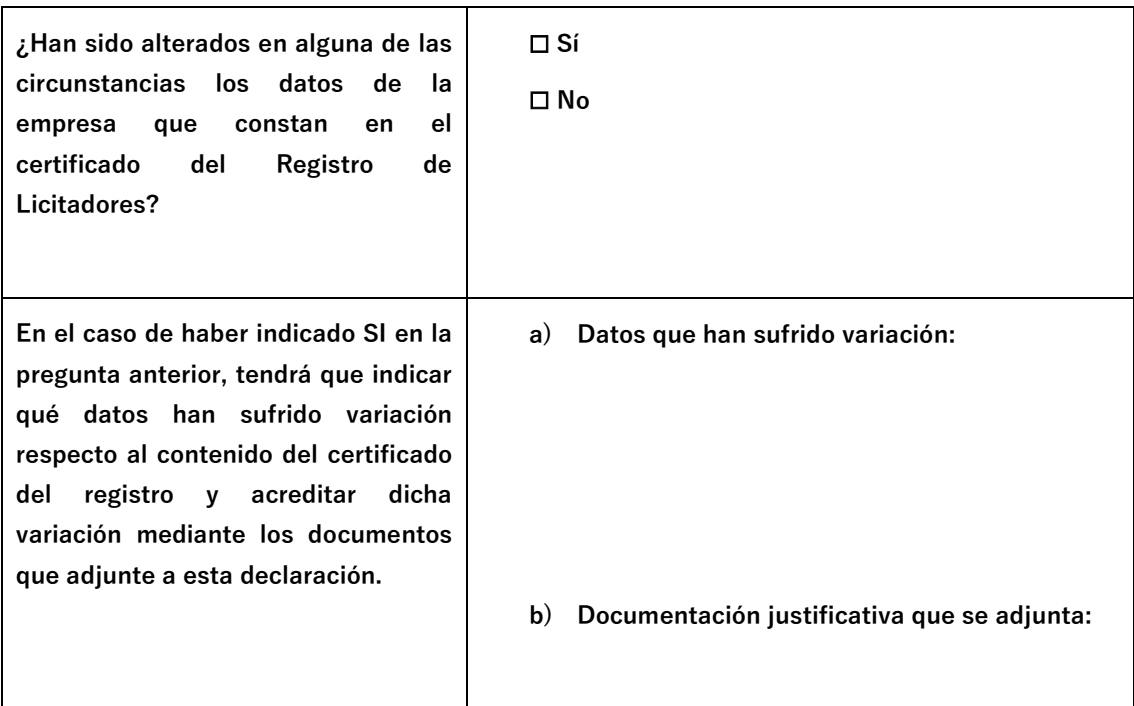 ¿Han sido alterados en alguna de las
circunstancias los datos de la
empresa que constan en el
certificado del Registro de
Licitadores?
☐ Sí
☐ No
En el caso de haber indicado SI en la
pregunta anterior, tendrá que indicar
qué datos han sufrido variación
respecto al contenido del certificado
del registro y acreditar dicha
variación mediante los documentos
que adjunte a esta declaración.
a) Datos que han sufrido variación:
b) Documentación justificativa que se adjunta: